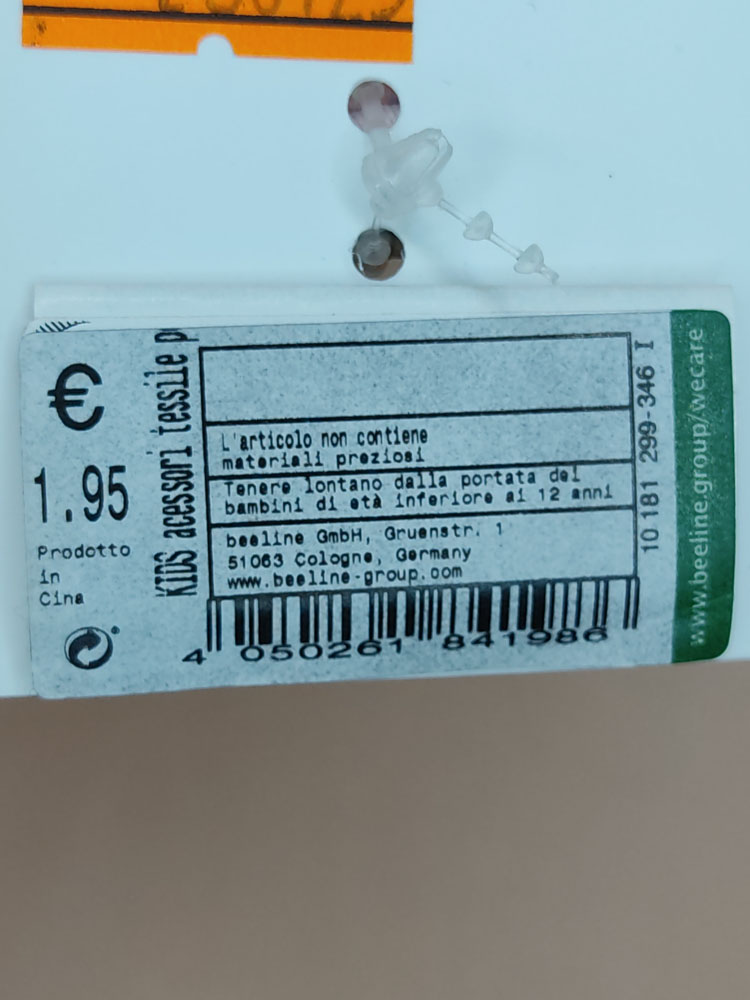 €
1.95
Prodotto
in
Cina
KIDS acessori tessile
L'articolo non contiene
materiali preziosi
Tenere lontano dalla portata dei
bambini di età inferiore ai 12 anni
beeline GmbH, Gruenstr. 1
51063 Cologne, Germany
www.beeline-group.com
4 050261 841986
10 181 299-346 I
www.beeline.group/wecare